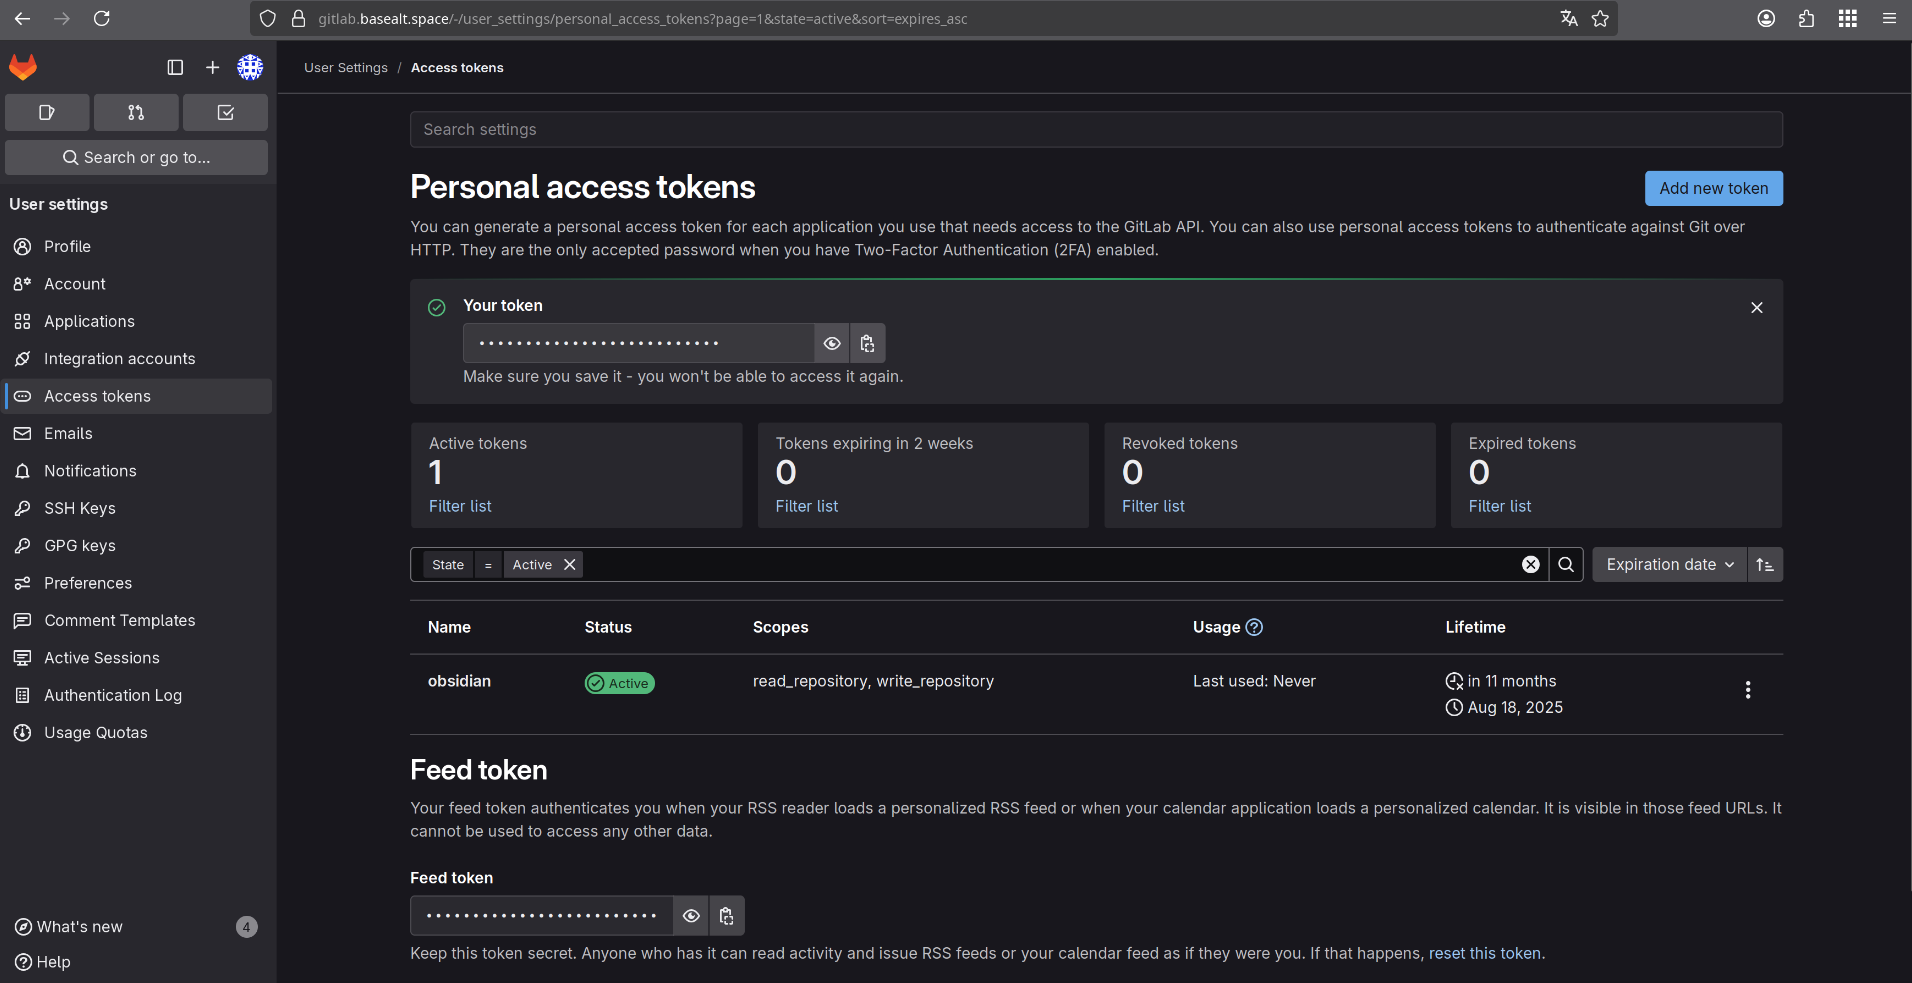 gitlab.basealt.space/-/user_settings/personal_access_tokens?page=1&state=active&sort=expires_asc
User Settings / Access tokens
Search or go to...
User settings
Profile
Account
Applications
Integration accounts
Access tokens
Emails
Notifications
SSH Keys
GPG keys
Preferences
Comment Templates
Active Sessions
Authentication Log
Usage Quotas
What's new 4
Help
Search settings
Personal access tokens
Add new token
You can generate a personal access token for each application you use that needs access to the GitLab API. You can also use personal access tokens to authenticate against Git over
HTTP. They are the only accepted password when you have Two-Factor Authentication (2FA) enabled.
Your token
••••••••••••••••••••••••••
Make sure you save it - you won't be able to access it again.
Active tokens
1
Filter list
Tokens expiring in 2 weeks
0
Filter list
Revoked tokens
0
Filter list
Expired tokens
0
Filter list
State = Active
Expiration date
Name Status Scopes Usage Lifetime
obsidian Active read_repository, write_repository Last used: Never in 11 months
Aug 18, 2025
Feed token
Your feed token authenticates you when your RSS reader loads a personalized RSS feed or when your calendar application loads a personalized calendar. It is visible in those feed URLs. It
cannot be used to access any other data.
Feed token
•••••••••••••••••••••••••
Keep this token secret. Anyone who has it can read activity and issue RSS feeds or your calendar feed as if they were you. If that happens, reset this token.